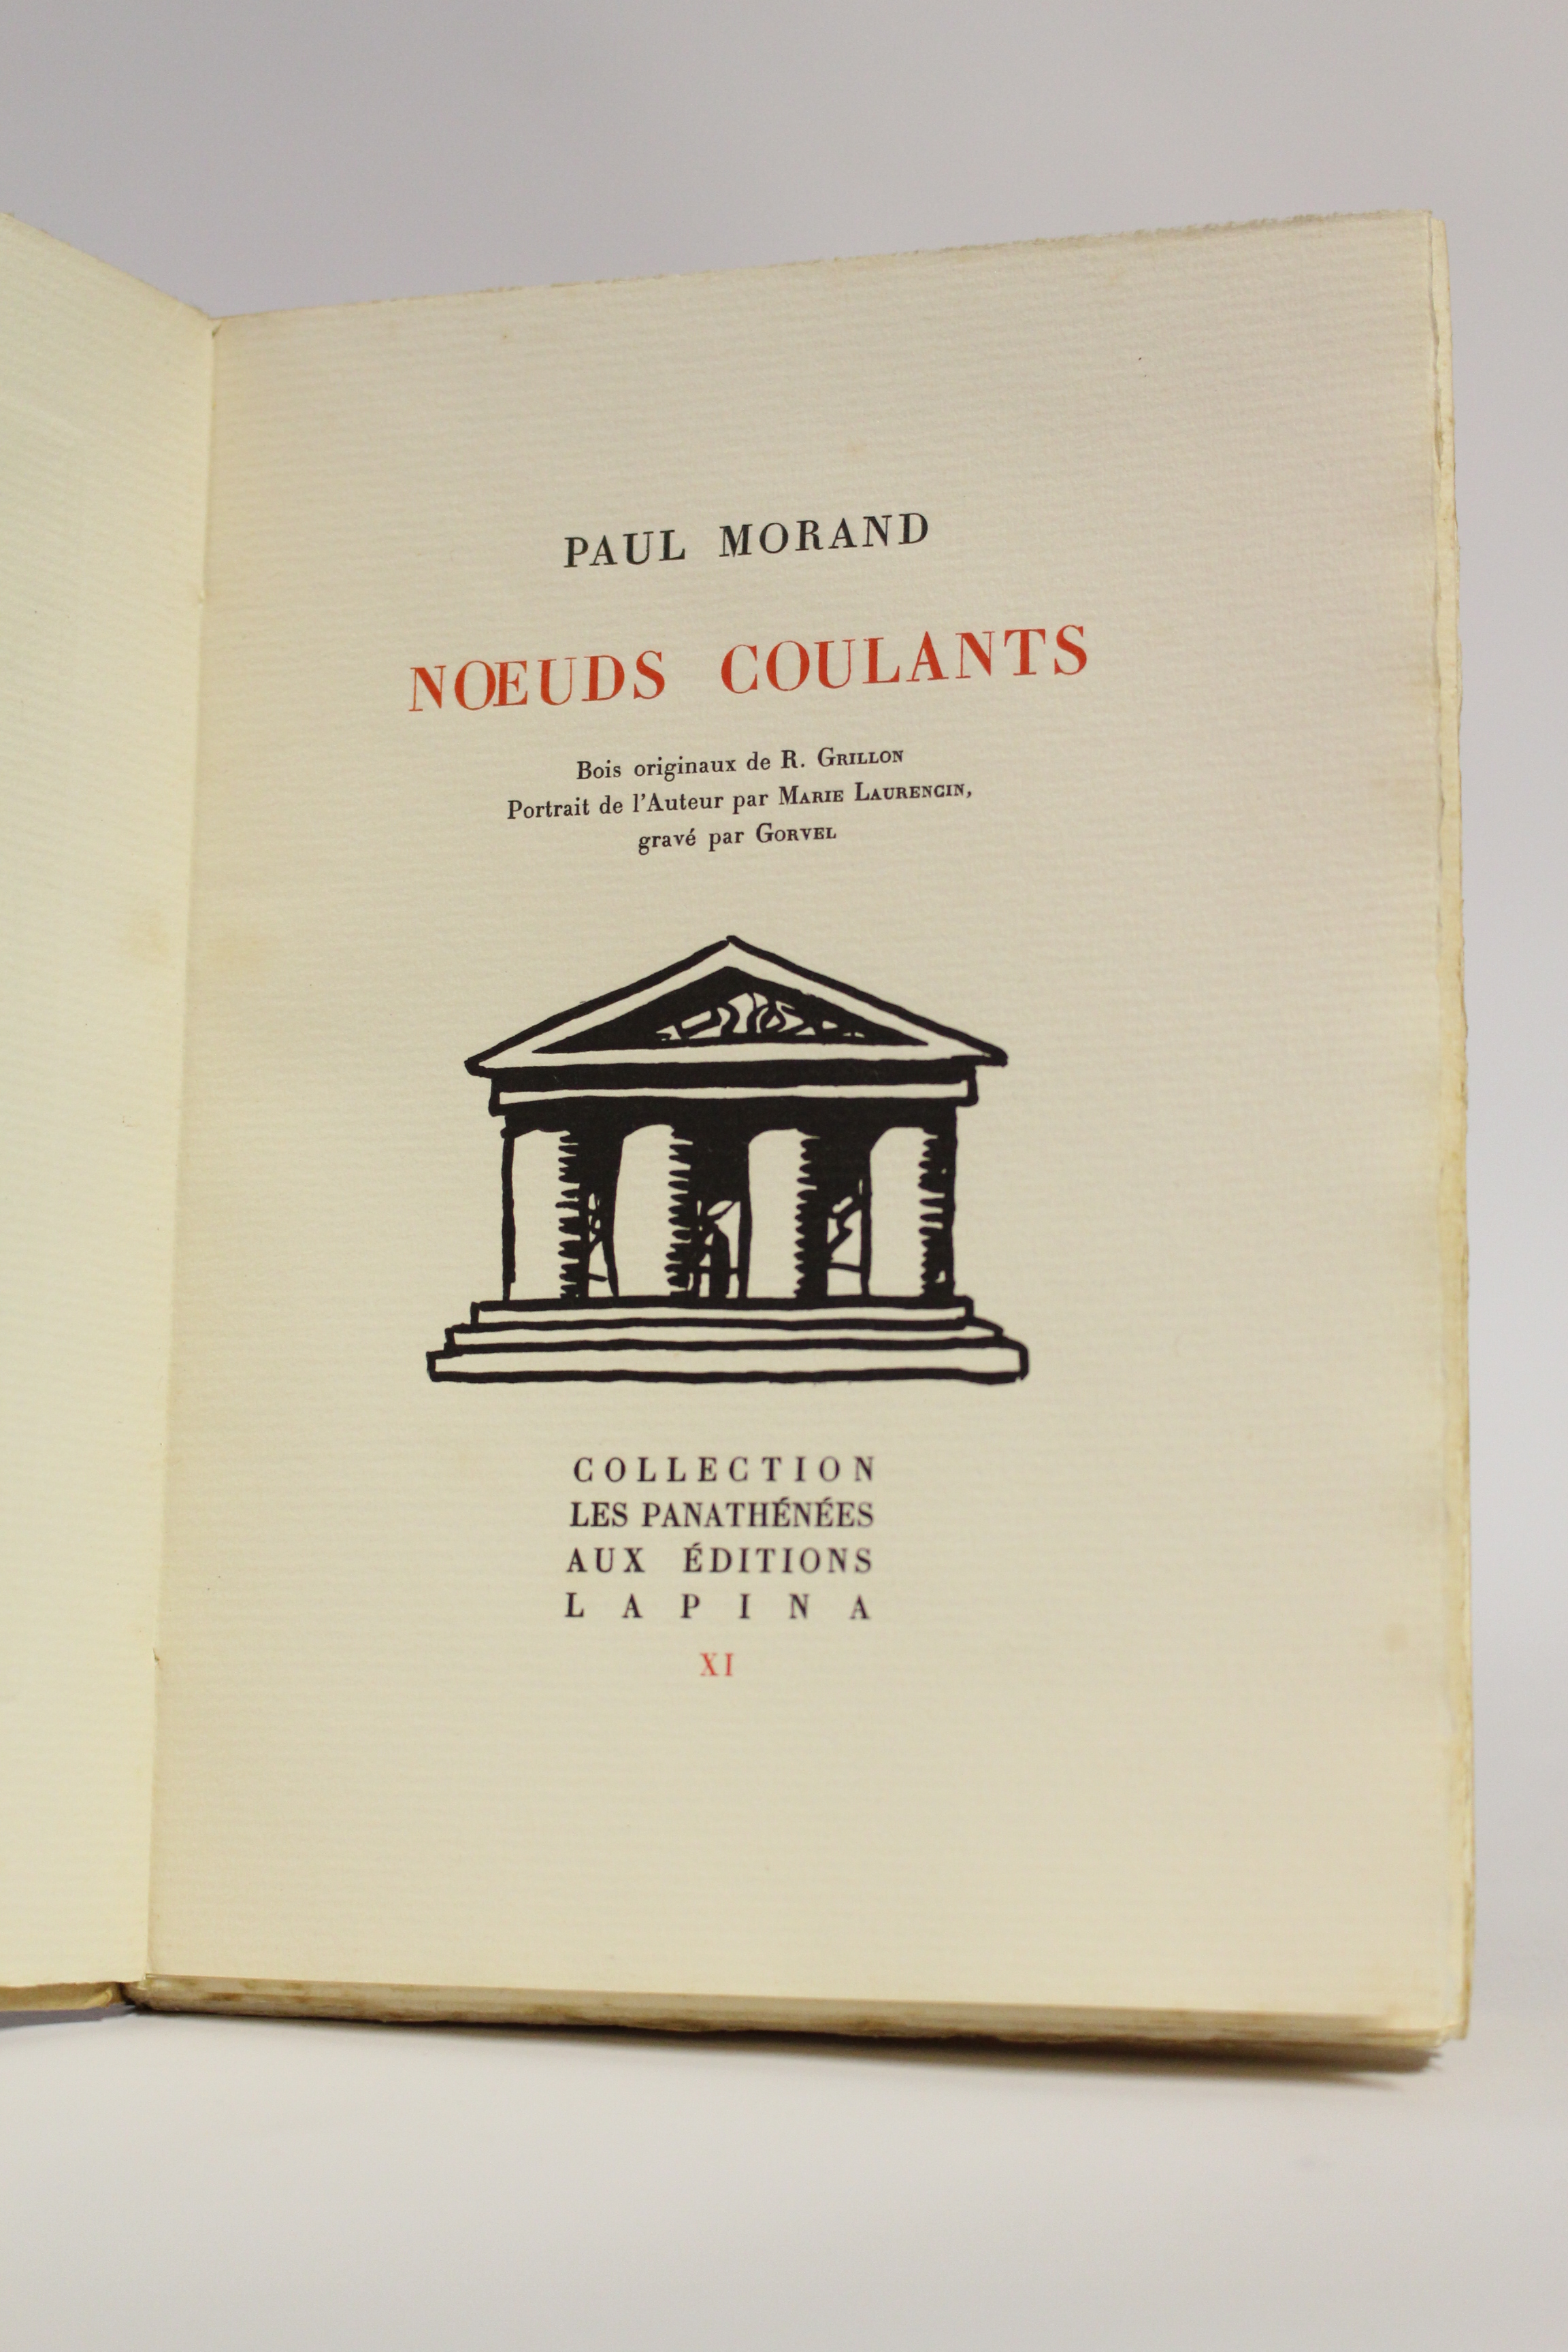 PAUL MORAND
NŒUDS COULANTS
Bois originaux de R. GRILLON
Portrait de l'Auteur par MARIE LAURENCIN,
gravé par GORVEL
COLLECTION
LES PANATHÉNÉES
AUX ÉDITIONS
LAPINA
XI